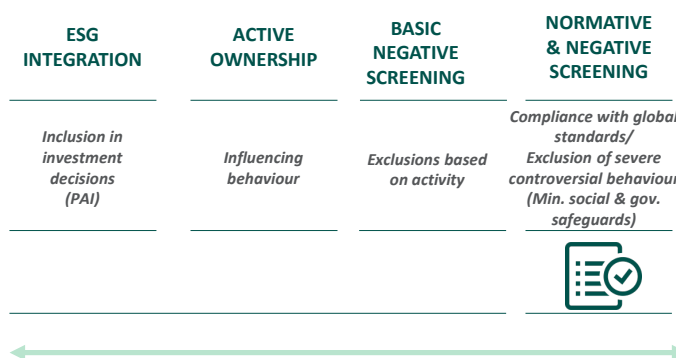 ESG
INTEGRATION
ACTIVE
OWNERSHIP
BASIC
NEGATIVE
SCREENING
NORMATIVE
& NEGATIVE
SCREENING
Inclusion in
investment
decisions
(PAI)
Influencing
behaviour
Exclusions based
on activity
Compliance with global
standards/
Exclusion of severe
controversial behaviour
(Min. social & gov.
safeguards)